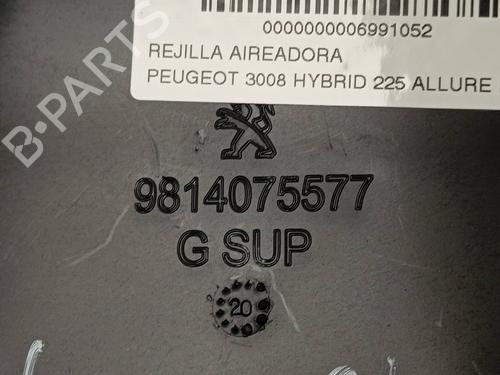 0000000006991052
REJILLA AIREADORA
PEUGEOT 3008 HYBRID 225 ALLURE
B-PARTS
9814075577
G SUP
20